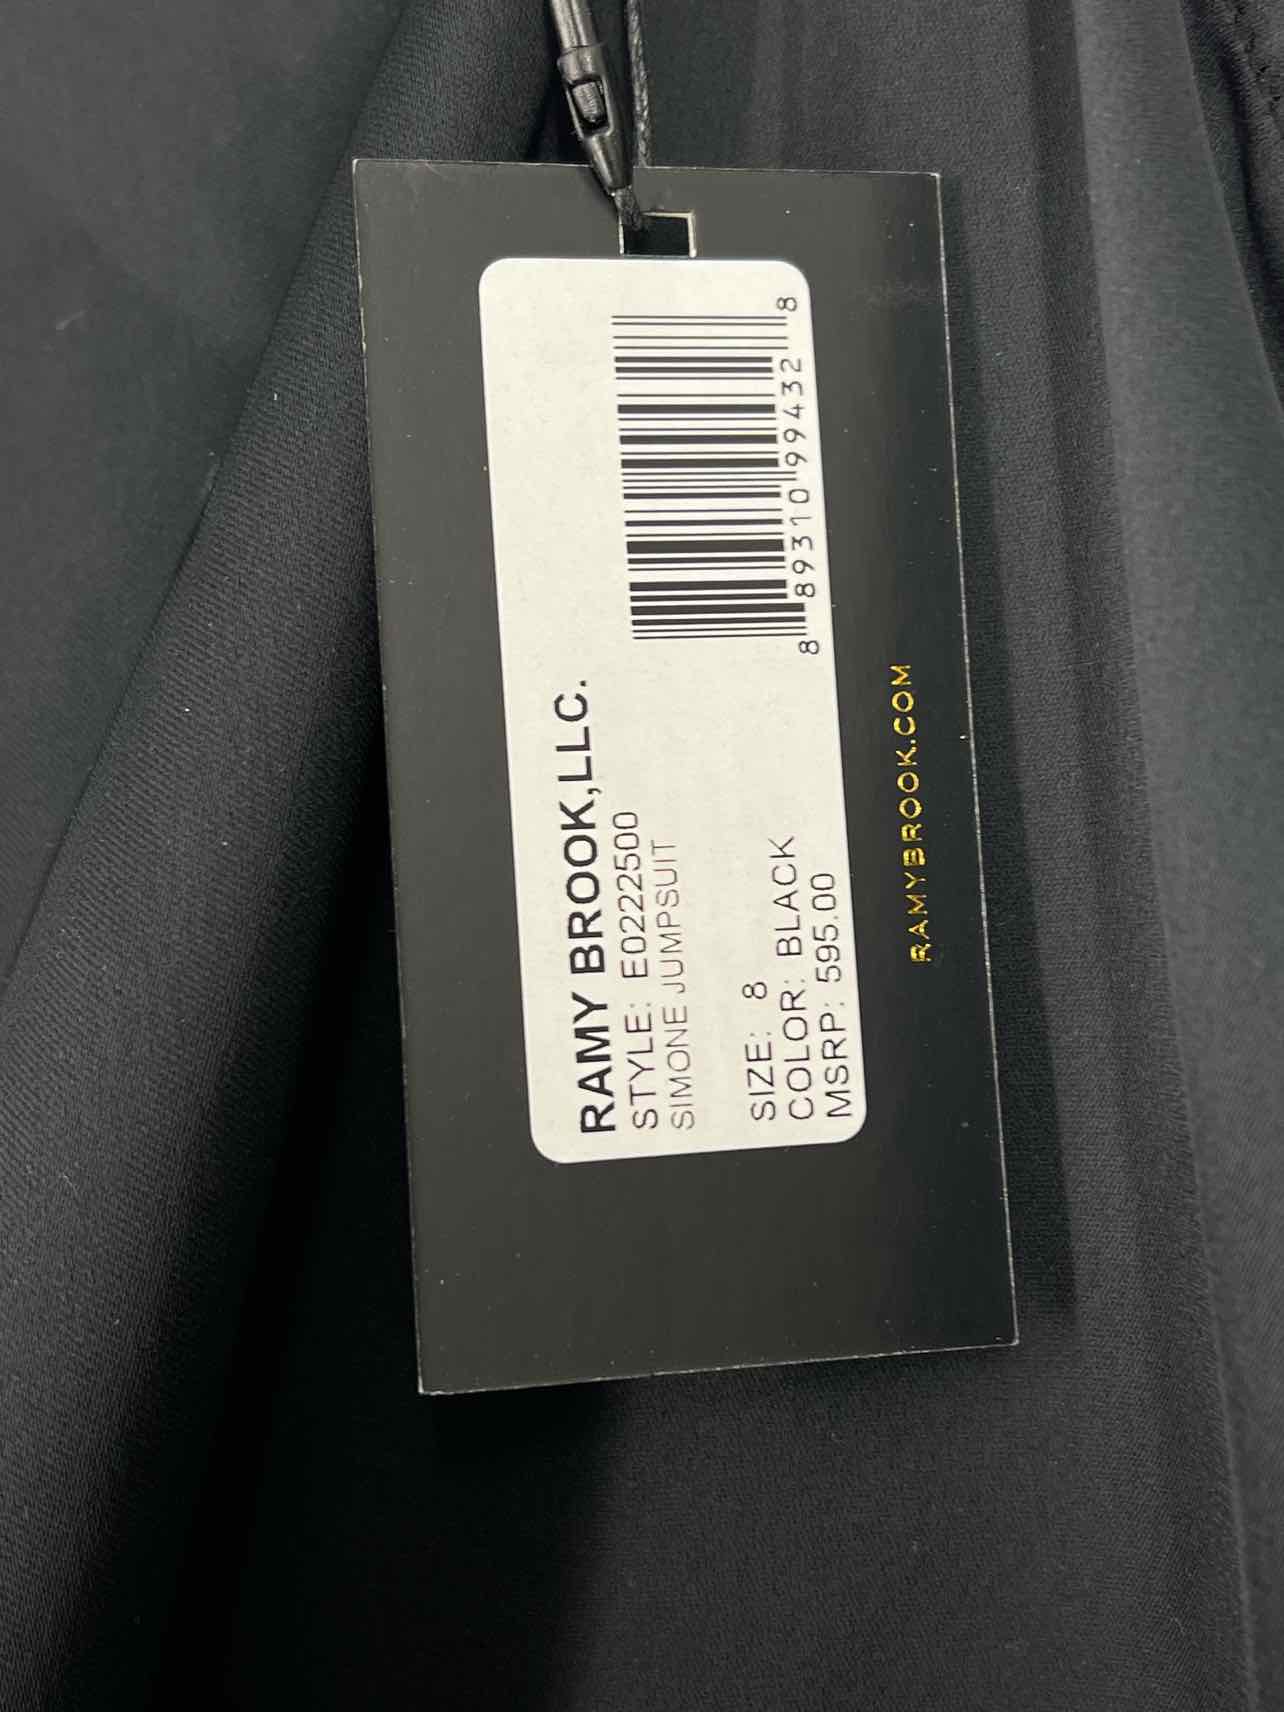 RAMY BROOK,LLC.
STYLE: E0222500
SIMONE JUMPSUIT
SIZE: 8
COLOR: BLACK
MSRP: 595.00
8 89310 99432 8
RAMYBROOK.COM